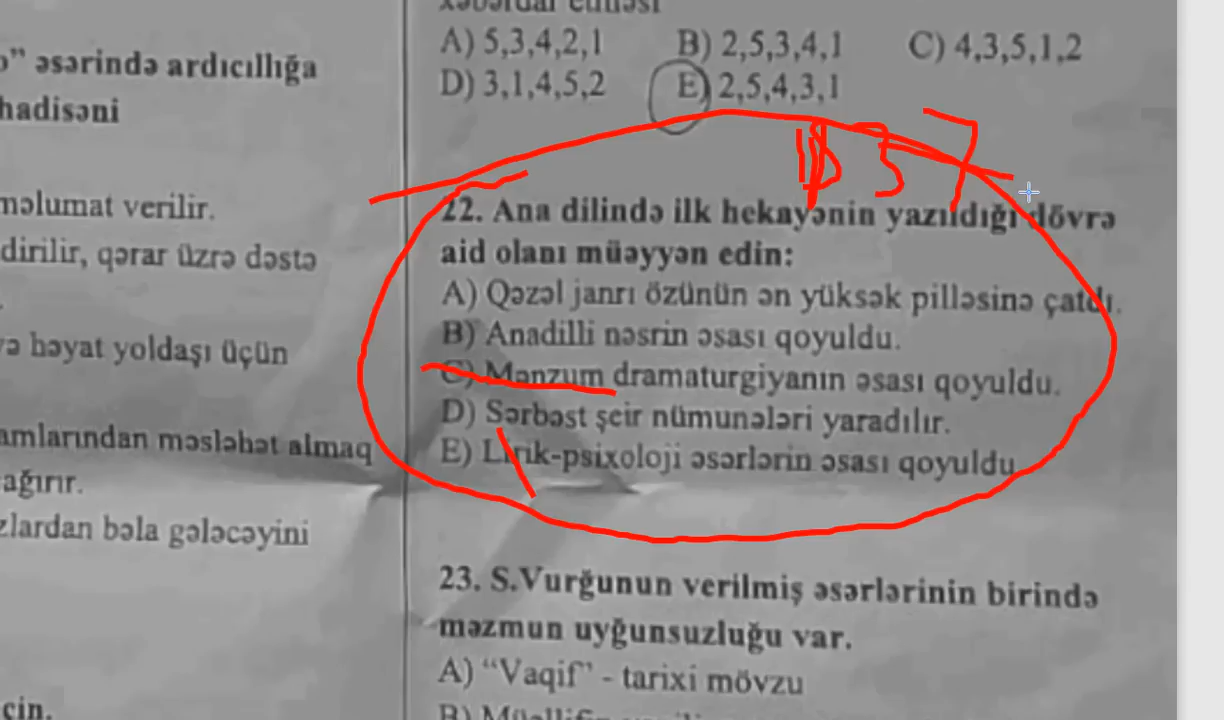 ə" əsərində ardıcıllığa
hadisəni
məlumat verilir.
dirilir, qərar üzrə dəstə
və həyat yoldaşı üçün
amlarından məsləhət almaq
ağırır.
zlardan bəla gələcəyini
çin.
xəbərdar etməsi
A) 5,3,4,2,1 B) 2,5,3,4,1 C) 4,3,5,1,2
D) 3,1,4,5,2 E) 2,5,4,3,1
22. Ana dilində ilk hekayənin yazıldığı dövrə
aid olanı müəyyən edin:
A) Qəzəl janrı özünün ən yüksək pilləsinə çatdı.
B) Anadilli nəsrin əsası qoyuldu.
C) Mənzum dramaturgiyanın əsası qoyuldu.
D) Sərbəst şeir nümunələri yaradılır.
E) Lirik-psixoloji əsərlərin əsası qoyuldu
23. S.Vurğunun verilmiş əsərlərinin birində
məzmun uyğunsuzluğu var.
A) "Vaqif" - tarixi mövzu